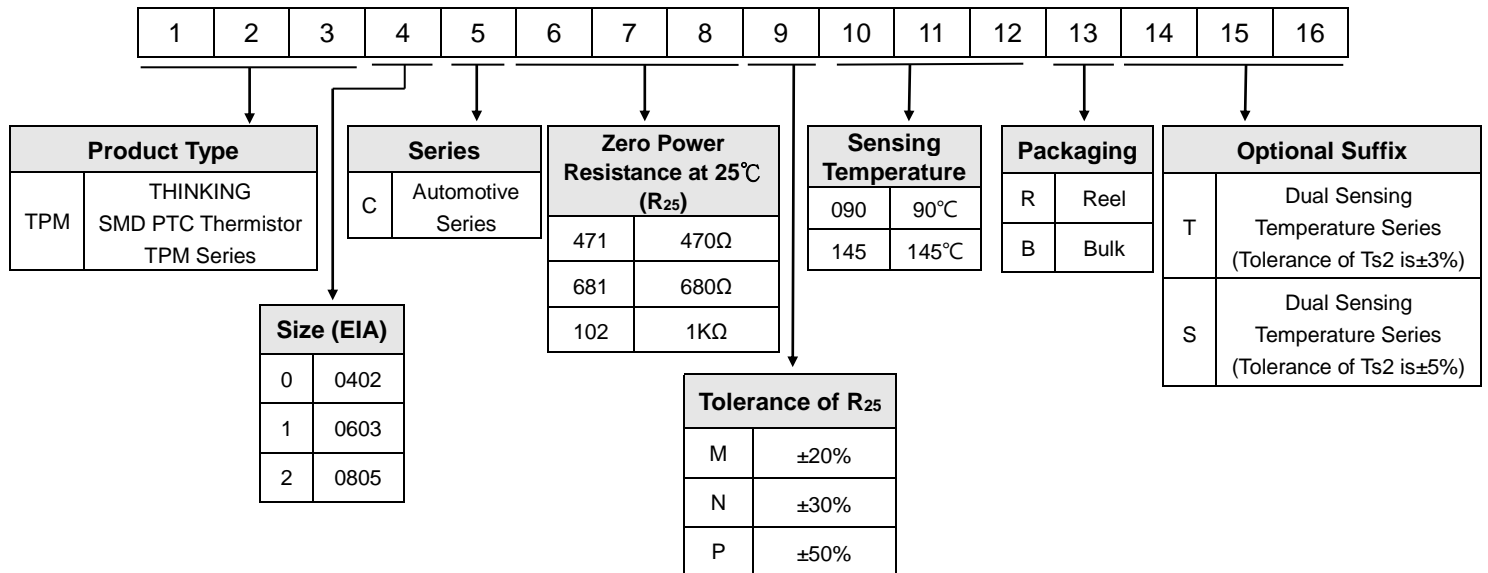 1 2 3 4 5 6 7 8 9 10 11 12 13 14 15 16
Product Type
TPM THINKING
SMD PTC Thermistor
TPM Series
Size (EIA)
0 0402
1 0603
2 0805
Series
C Automotive
Series
Zero Power
Resistance at 25℃
(R25)
471 470Ω
681 680Ω
102 1KΩ
Tolerance of R25
M ±20%
N ±30%
P ±50%
Sensing
Temperature
090 90℃
145 145℃
Packaging
R Reel
B Bulk
Optional Suffix
T Dual Sensing
Temperature Series
(Tolerance of Ts2 is±3%)
S Dual Sensing
Temperature Series
(Tolerance of Ts2 is±5%)